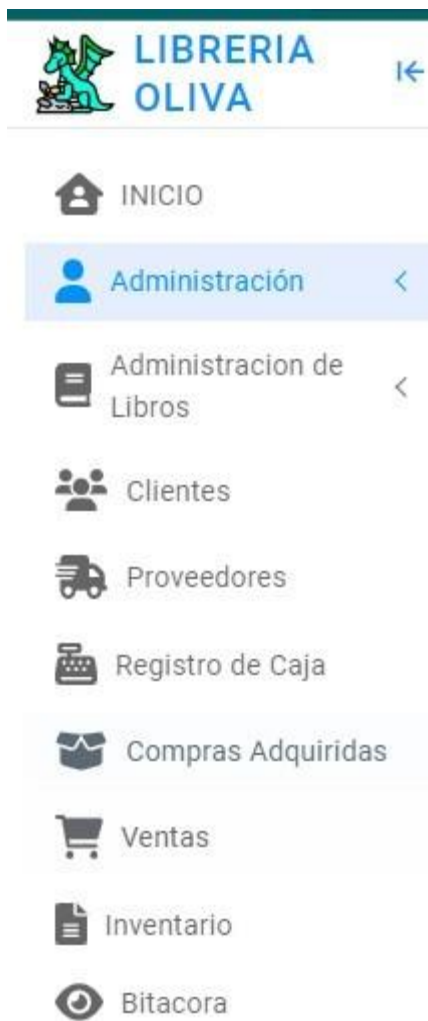 LIBRERIA
OLIVA
INICIO
Administración
Administracion de
Libros
Clientes
Proveedores
Registro de Caja
Compras Adquiridas
Ventas
Inventario
Bitacora